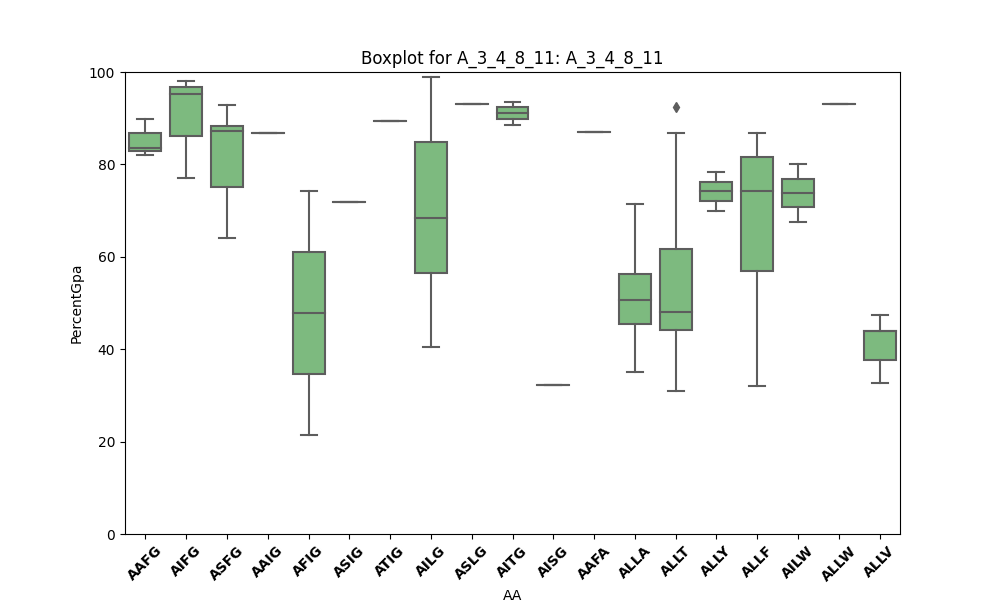 Boxplot for A_3_4_8_11: A_3_4_8_11
100
80
60
40
20
0
PercentGpa
AAFG AIFG ASFG AAIG AFIG ASIG ATIG AILG ASLG AITG AISG AAFA ALLA ALLT ALLY ALLF AILW ALLW ALLV
AA